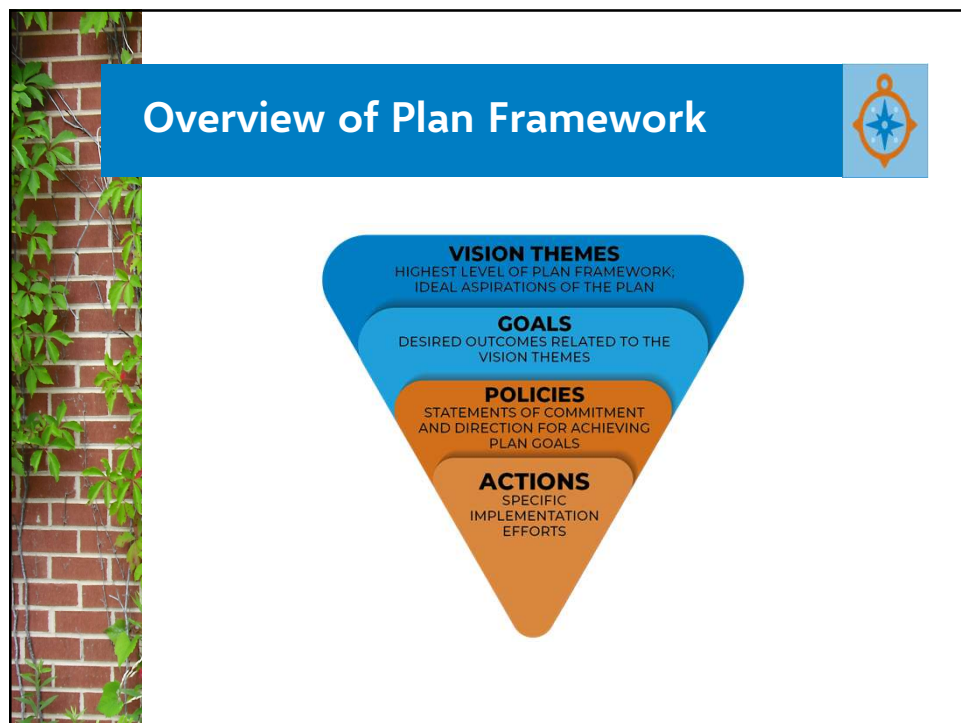 Overview of Plan Framework
VISION THEMES
HIGHEST LEVEL OF PLAN FRAMEWORK;
IDEAL ASPIRATIONS OF THE PLAN
GOALS
DESIRED OUTCOMES RELATED TO THE
VISION THEMES
POLICIES
STATEMENTS OF COMMITMENT
AND DIRECTION FOR ACHIEVING
PLAN GOALS
ACTIONS
SPECIFIC
IMPLEMENTATION
EFFORTS